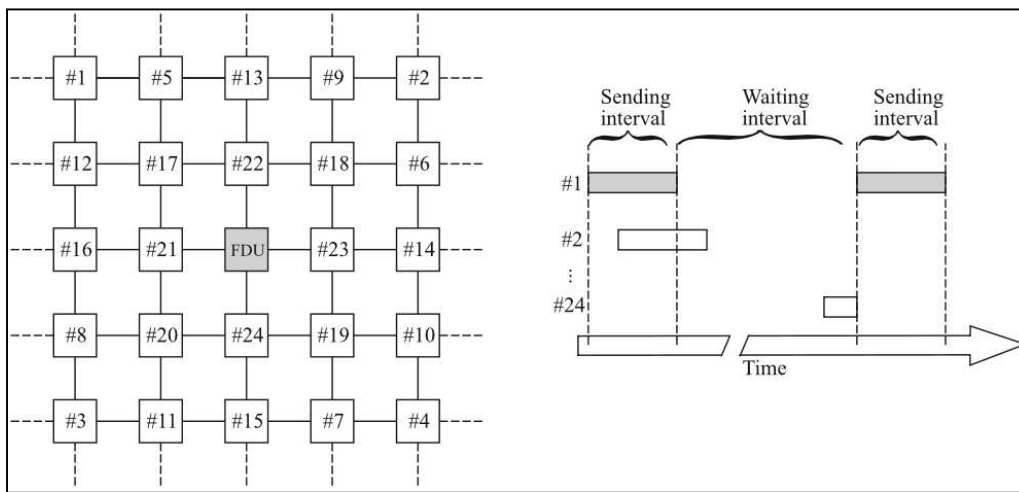 #1 #5 #13 #9 #2
#12 #17 #22 #18 #6
#16 #21 FDU #23 #14
#8 #20 #24 #19 #10
#3 #11 #15 #7 #4
Sending interval
Waiting interval
Sending interval
#1
#2
⋮
#24
Time